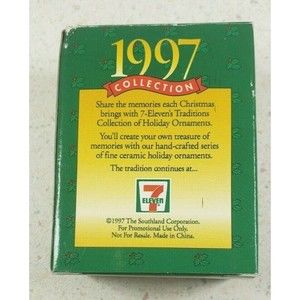 1997
COLLECTION
Share the memories each Christmas
brings with 7-Eleven's Traditions
Collection of Holiday Ornaments.
You'll create your own treasure of
memories with our hand-crafted series
of fine ceramic holiday ornaments.
The tradition continues at...
7
ELEVEN
©1997 The Southland Corporation.
For Promotional Use Only.
Not For Resale. Made in China.